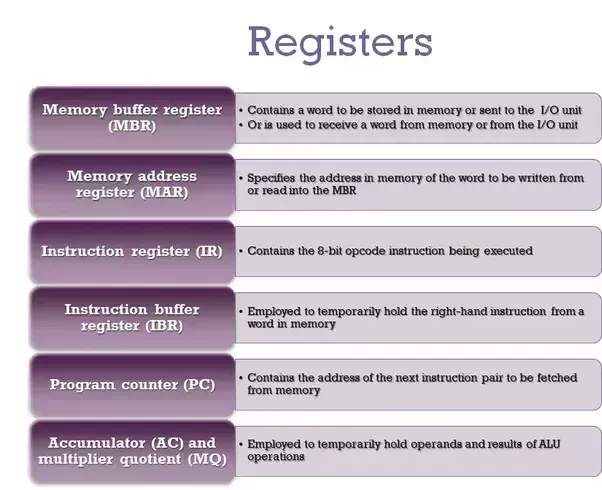 Registers
Memory buffer register
(MBR)
• Contains a word to be stored in memory or sent to the I/O unit
• Or is used to receive a word from memory or from the I/O unit
Memory address
register (MAR)
• Specifies the address in memory of the word to be written from
or read into the MBR
Instruction register (IR)
• Contains the 8-bit opcode instruction being executed
Instruction buffer
register (IBR)
• Employed to temporarily hold the right-hand instruction from a
word in memory
Program counter (PC)
• Contains the address of the next instruction pair to be fetched
from memory
Accumulator (AC) and
multiplier quotient (MQ)
• Employed to temporarily hold operands and results of ALU
operations